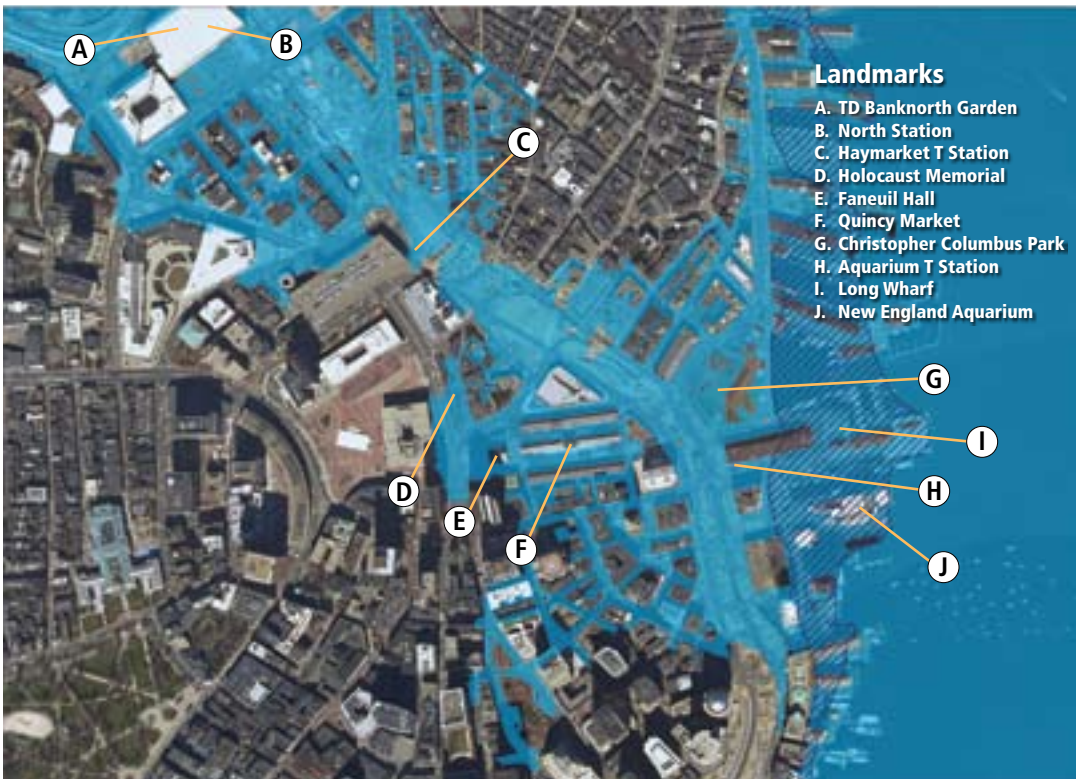 A
B
C
Landmarks
A. TD Banknorth Garden
B. North Station
C. Haymarket T Station
D. Holocaust Memorial
E. Faneuil Hall
F. Quincy Market
G. Christopher Columbus Park
H. Aquarium T Station
I. Long Wharf
J. New England Aquarium
G
I
D
H
E
F
J